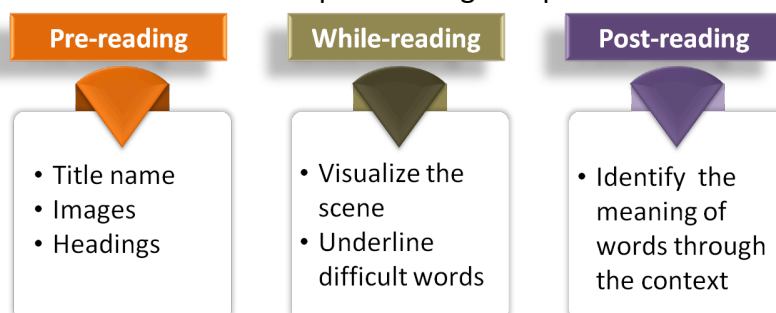 Pre-reading
While-reading
Post-reading
• Title name
• Images
• Headings
• Visualize the
scene
• Underline
difficult words
• Identify the
meaning of
words through
the context